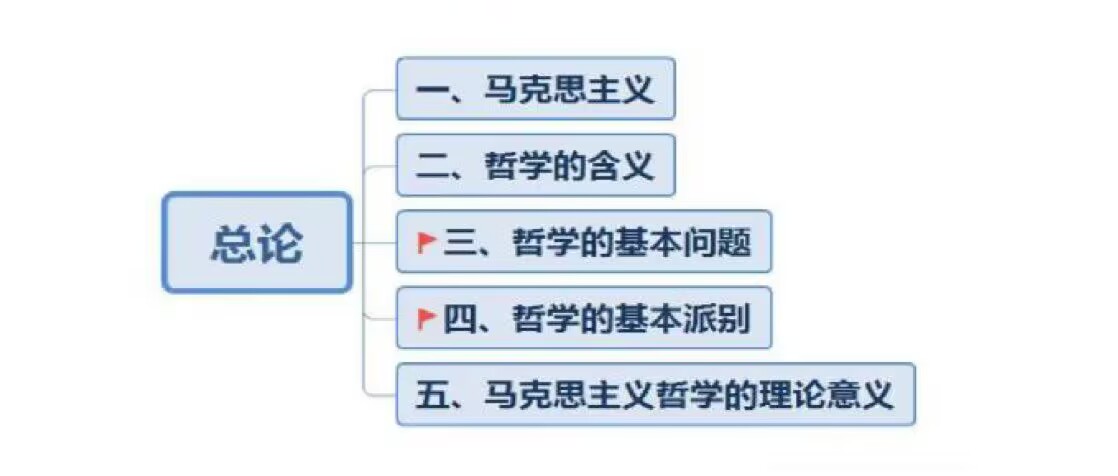 总论
一、马克思主义
二、哲学的含义
三、哲学的基本问题
四、哲学的基本派别
五、马克思主义哲学的理论意义